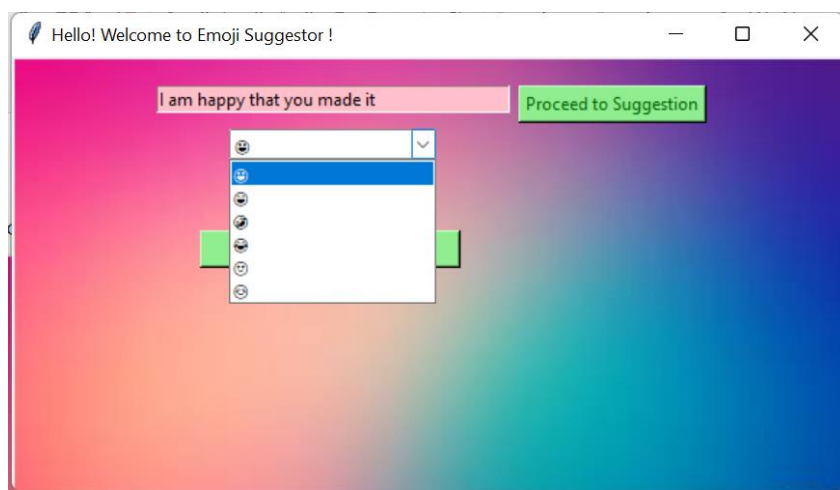 Hello! Welcome to Emoji Suggestor !
I am happy that you made it
Proceed to Suggestion